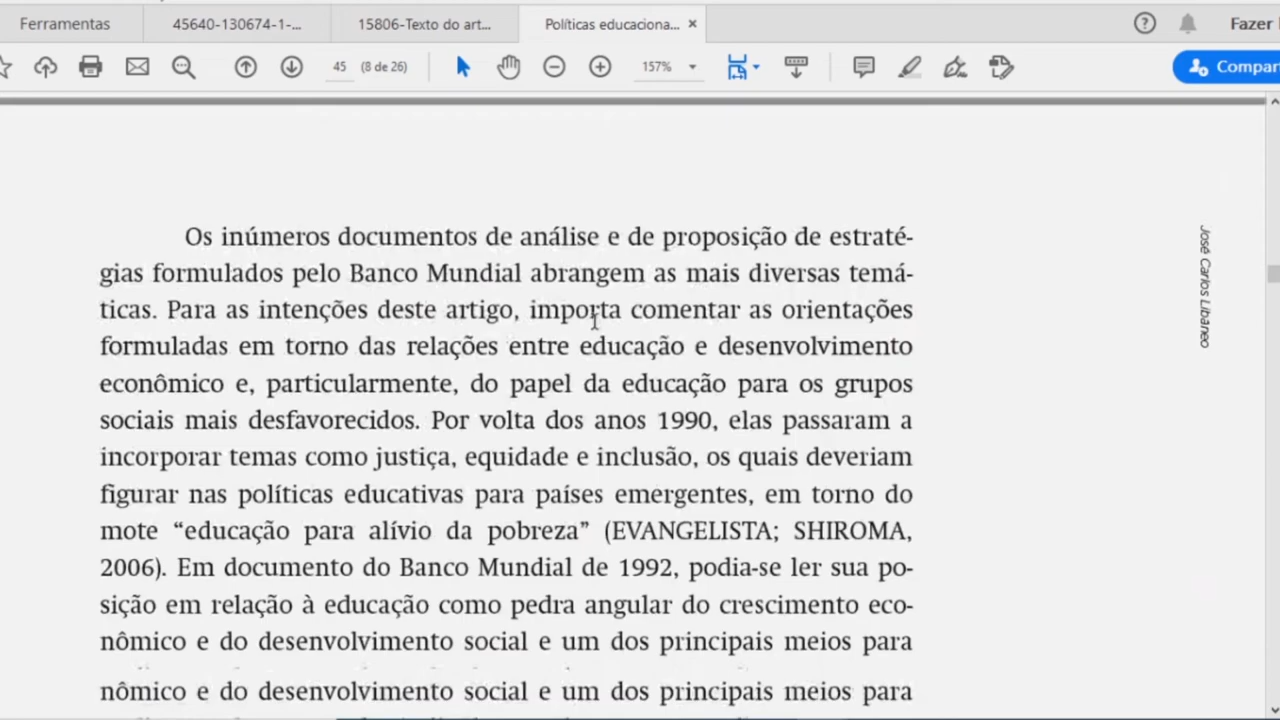 Ferramentas
45640-130674-1-...
15806-Texto do art...
Políticas educaciona... ×
Fazer
45
(8 de 26)
157%
Compar
Os inúmeros documentos de análise e de proposição de estraté-
gias formulados pelo Banco Mundial abrangem as mais diversas temá-
ticas. Para as intenções deste artigo, importa comentar as orientações
formuladas em torno das relações entre educação e desenvolvimento
econômico e, particularmente, do papel da educação para os grupos
sociais mais desfavorecidos. Por volta dos anos 1990, elas passaram a
incorporar temas como justiça, equidade e inclusão, os quais deveriam
figurar nas políticas educativas para países emergentes, em torno do
mote “educação para alívio da pobreza” (EVANGELISTA; SHIROMA,
2006). Em documento do Banco Mundial de 1992, podia-se ler sua po-
sição em relação à educação como pedra angular do crescimento eco-
nômico e do desenvolvimento social e um dos principais meios para
nômico e do desenvolvimento social e um dos principais meios para
José Carlos Libaneo